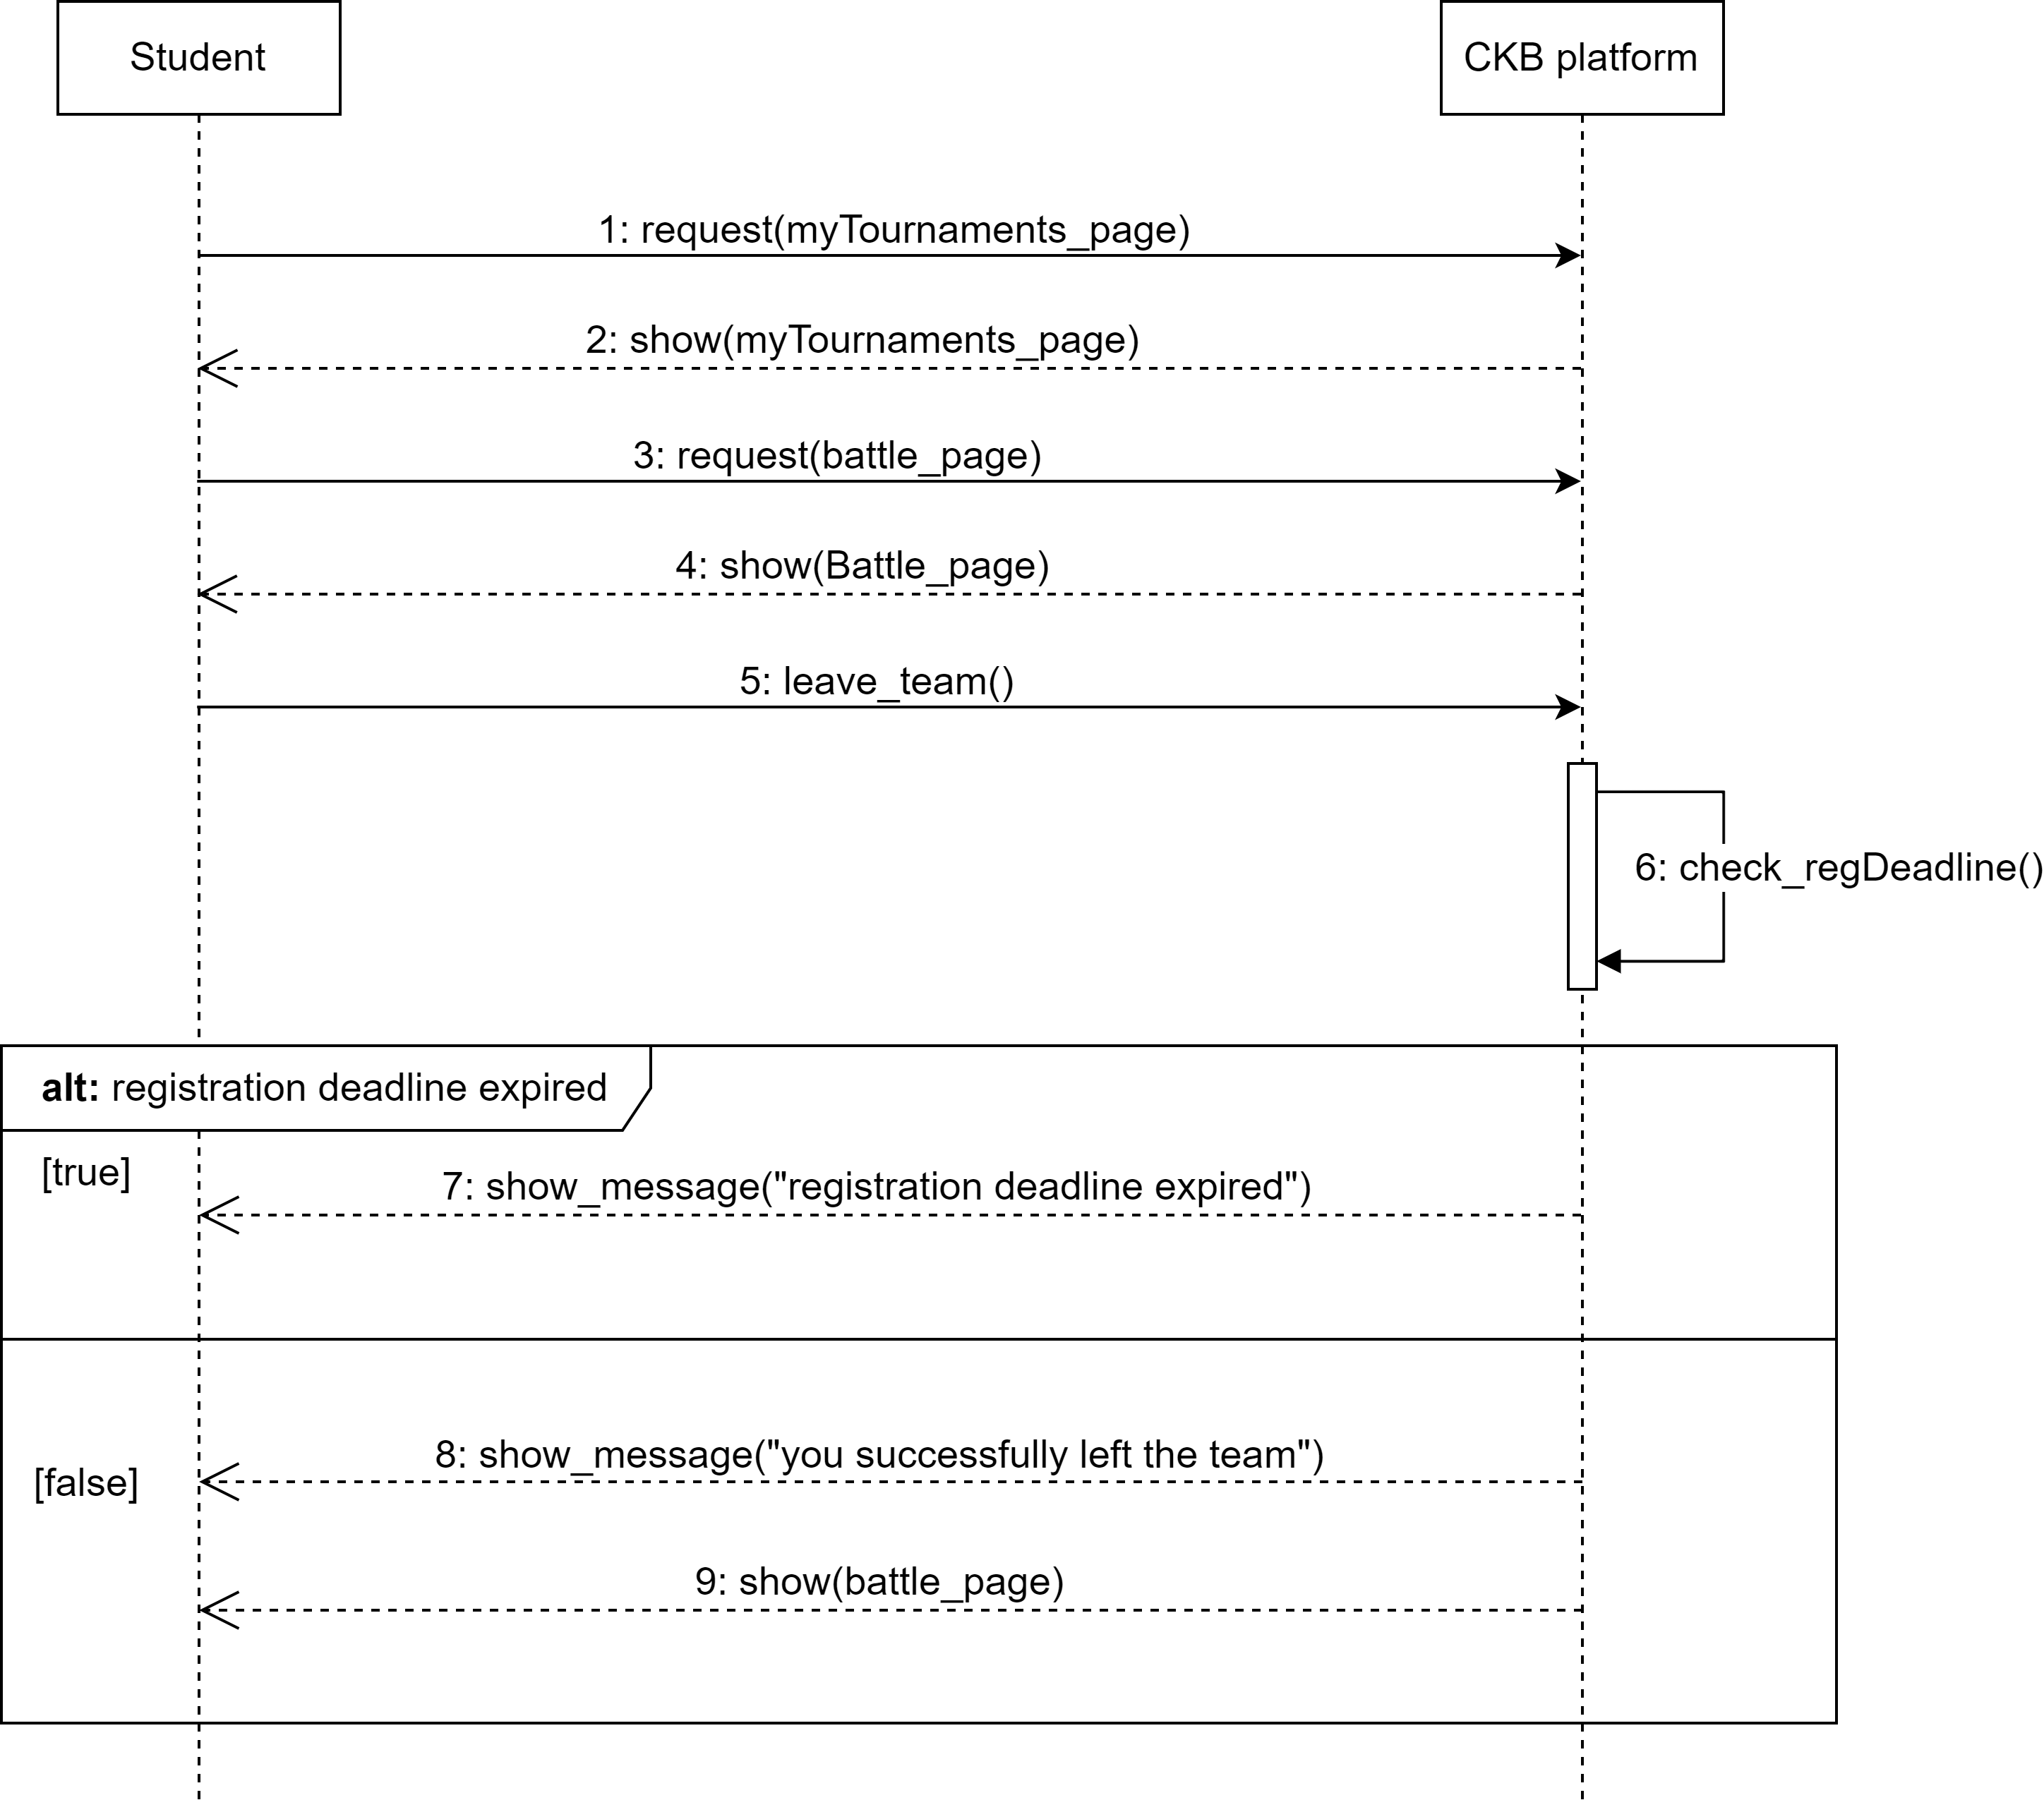 Student
CKB platform
1: request(myTournaments_page)
2: show(myTournaments_page)
3: request(battle_page)
4: show(Battle_page)
5: leave_team()
6: check_regDeadline()
alt: registration deadline expired
[true]
7: show_message("registration deadline expired")
8: show_message("you successfully left the team")
[false]
9: show(battle_page)